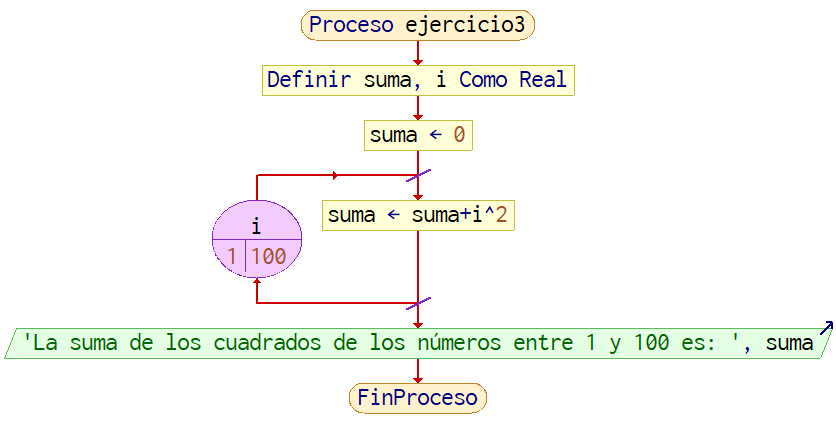 Proceso ejercicio3
Definir suma, i Como Real
suma ← 0
suma ← suma+i^2
i
1 100
'La suma de los cuadrados de los números entre 1 y 100 es: ', suma
FinProceso